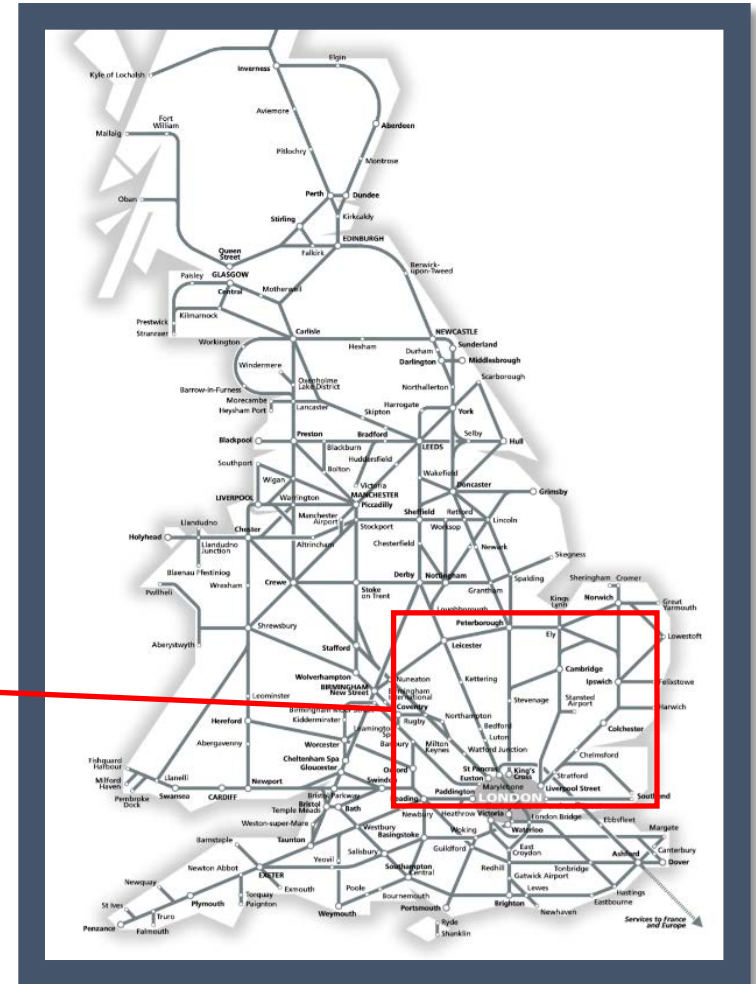 Elgin
Inverness
Kyle of Lochalsh
Aviemore
Fort
William
Aberdeen
Mallaig
Pitlochry
Montrose
Perth
Dundee
Oban
Kirkcaldy
Stirling
EDINBURGH
Falkirk
Queen
Street
GLASGOW
Central
Berwick-
upon-Tweed
Paisley
Motherwell
Kilmarnock
Prestwick
Stranraer
Carlisle
NEWCASTLE
Workington
Hexham
Sunderland
Durham
Darlington
Middlesbrough
Windermere
Scarborough
Oxenholme
Lake District
Northallerton
Barrow-in-Furness
Morecambe
Heysham Port
Lancaster
Harrogate
York
Skipton
Preston
Bradford
Selby
Blackpool
LEEDS
Hull
Blackburn
Huddersfield
Southport
Bolton
Wakefield
Wigan
Victoria
Doncaster
Grimsby
LIVERPOOL
Warrington
MANCHESTER
Piccadilly
Manchester
Airport
Sheffield
Retford
Lincoln
Llandudno
Chester
Stockport
Worksop
Holyhead
Llandudno
Junction
Altrincham
Chesterfield
Newark
Skegness
Blaenau Ffestiniog
Pwllheli
Wrexham
Crewe
Stoke
on Trent
Derby
Nottingham
Grantham
Spalding
Sheringham
Cromer
Kings
Lynn
Norwich
Great
Yarmouth
Loughborough
Peterborough
Ely
Lowestoft
Shrewsbury
Aberystwyth
Stafford
Leicester
Wolverhampton
BIRMINGHAM
New Street
Nuneaton
Birmingham
International
Kettering
Cambridge
Ipswich
Felixstowe
Stansted
Airport
Stevenage
Harwich
Leominster
Coventry
Rugby
Northampton
Kidderminster
Hereford
Bedford
Colchester
Luton
Abergavenny
Worcester
Banbury
Milton
Keynes
Watford Junction
Chelmsford
Cheltenham Spa
Gloucester
Oxford
St Pancras
Euston
King's
Cross
Stratford
Fishguard
Harbour
Marylebone
Liverpool Street
Milford
Haven
Llanelli
Newport
Swindon
Paddington
LONDON
Southend
Pembroke
Dock
Swansea
CARDIFF
Bristol Parkway
Bristol
Temple Meads
Bath
Reading
Newbury
Heathrow
Victoria
London Bridge
Ebbsfleet
Weston-super-Mare
Westbury
Basingstoke
Woking
Waterloo
Margate
Barnstaple
Taunton
Guildford
East
Croydon
Canterbury
Yeovil
Salisbury
Redhill
Tonbridge
Ashford
Dover
Newton Abbot
EXETER
Southampton
Central
Gatwick Airport
Newquay
Exmouth
Poole
Lewes
Hastings
Torquay
Paignton
Bournemouth
Eastbourne
St Ives
Plymouth
Portsmouth
Brighton
Newhaven
Truro
Weymouth
Penzance
Falmouth
Ryde
Shanklin
Services to France
and Europe